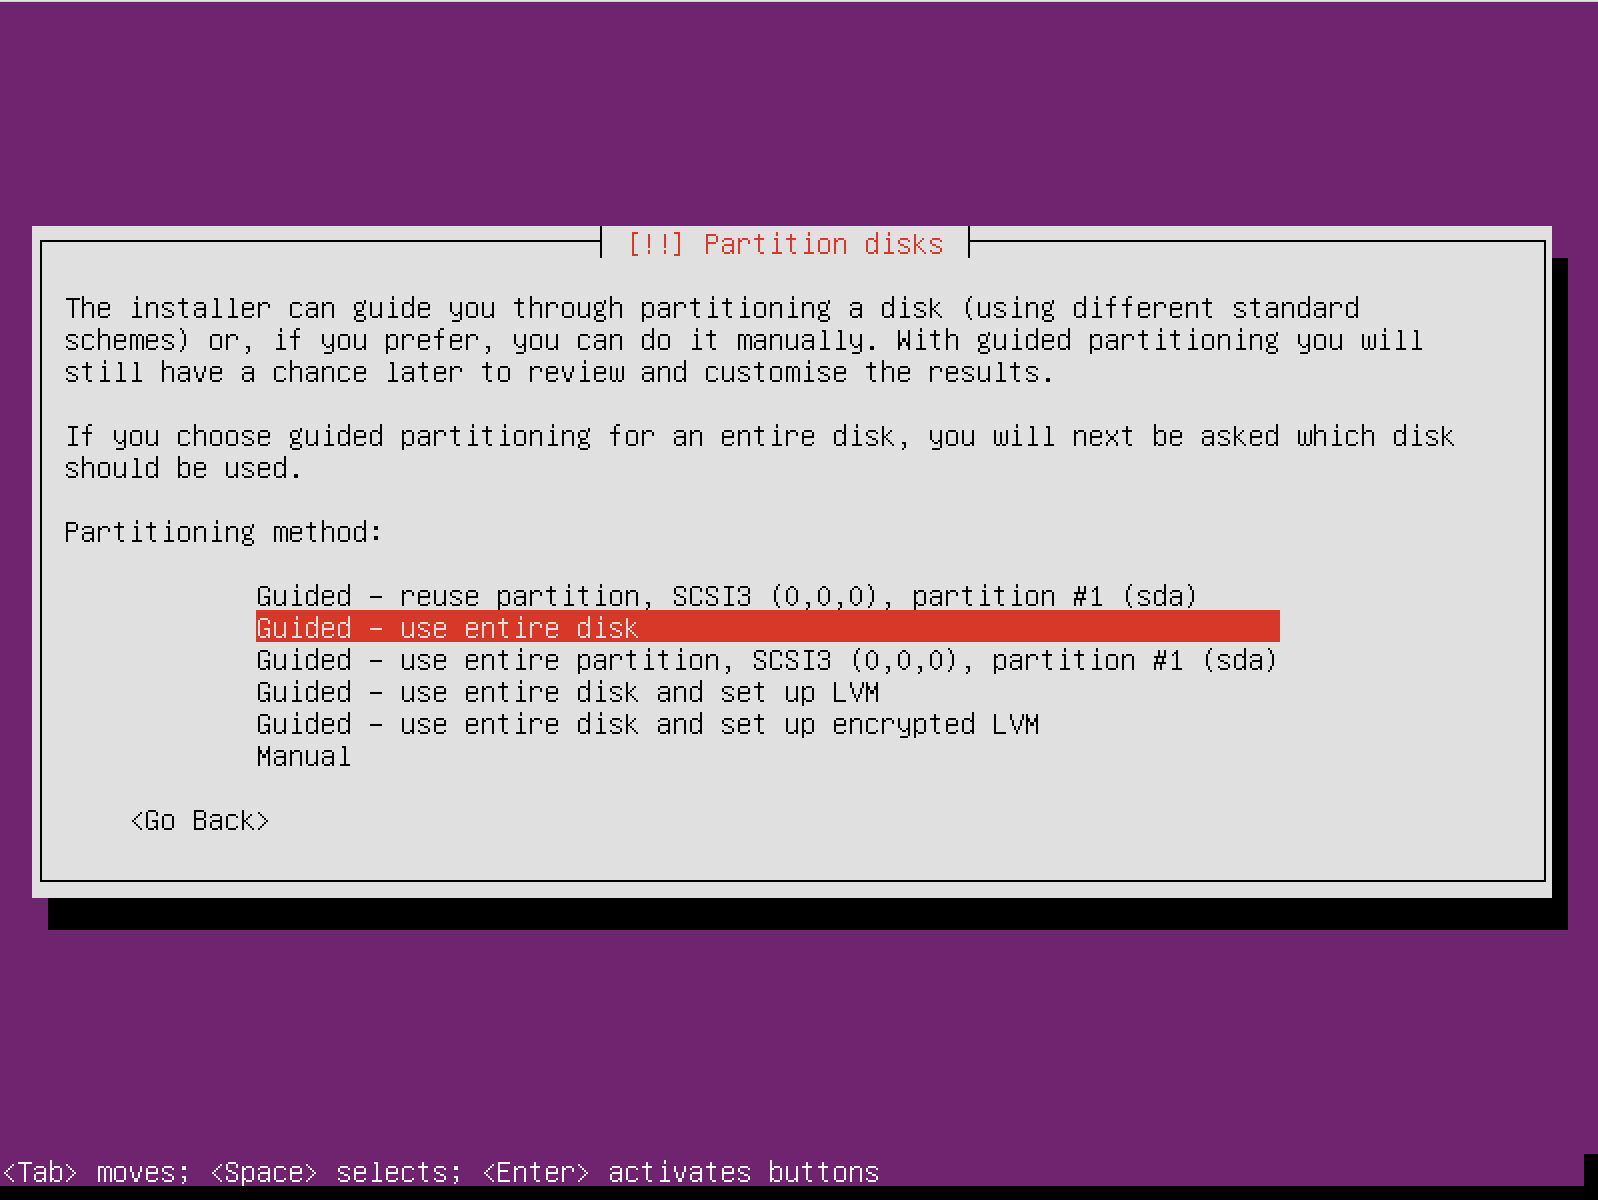 [!!] Partition disks
The installer can guide you through partitioning a disk (using different standard
schemes) or, if you prefer, you can do it manually. With guided partitioning you will
still have a chance later to review and customise the results.
If you choose guided partitioning for an entire disk, you will next be asked which disk
should be used.
Partitioning method:
Guided - reuse partition, SCSI3 (0,0,0), partition #1 (sda)
Guided - use entire disk
Guided - use entire partition, SCSI3 (0,0,0), partition #1 (sda)
Guided - use entire disk and set up LVM
Guided - use entire disk and set up encrypted LVM
Manual
<Go Back>
<Tab> moves; <Space> selects; <Enter> activates buttons